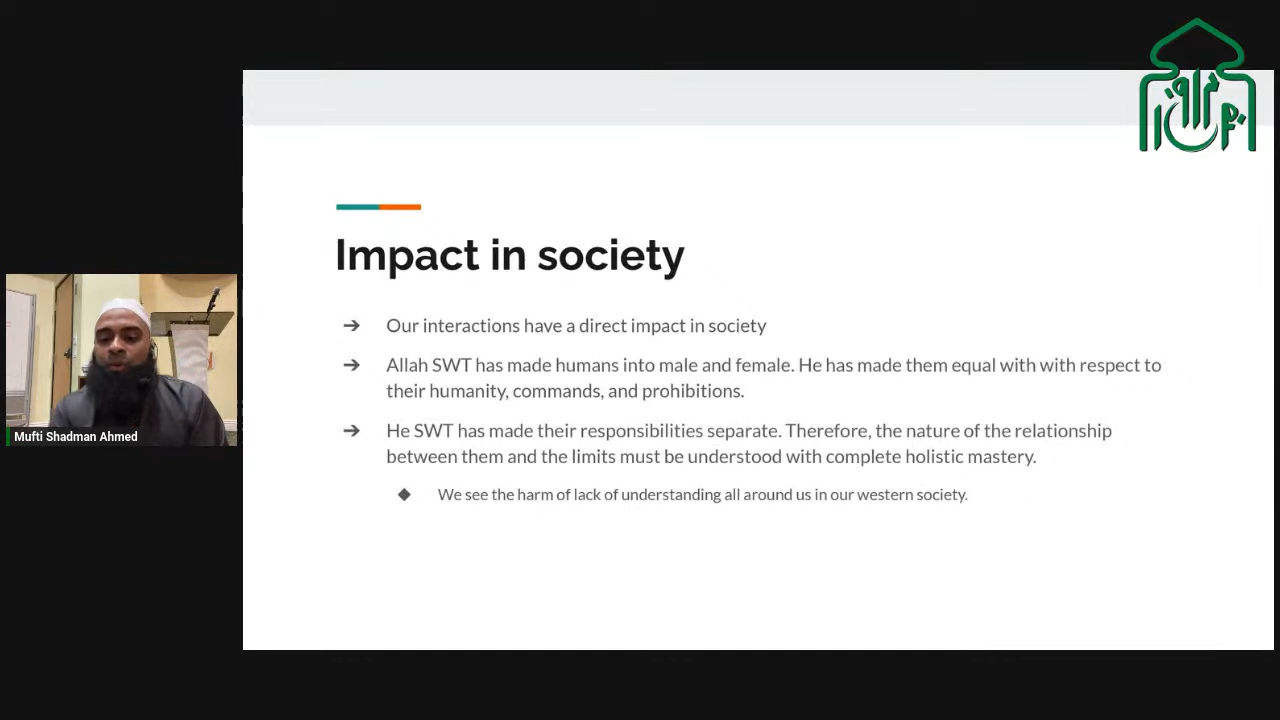 Impact in society
➔ Our interactions have a direct impact in society
➔ Allah SWT has made humans into male and female. He has made them equal with with respect to
their humanity, commands, and prohibitions.
➔ He SWT has made their responsibilities separate. Therefore, the nature of the relationship
between them and the limits must be understood with complete holistic mastery.
◆ We see the harm of lack of understanding all around us in our western society.
Mufti Shadman Ahmed